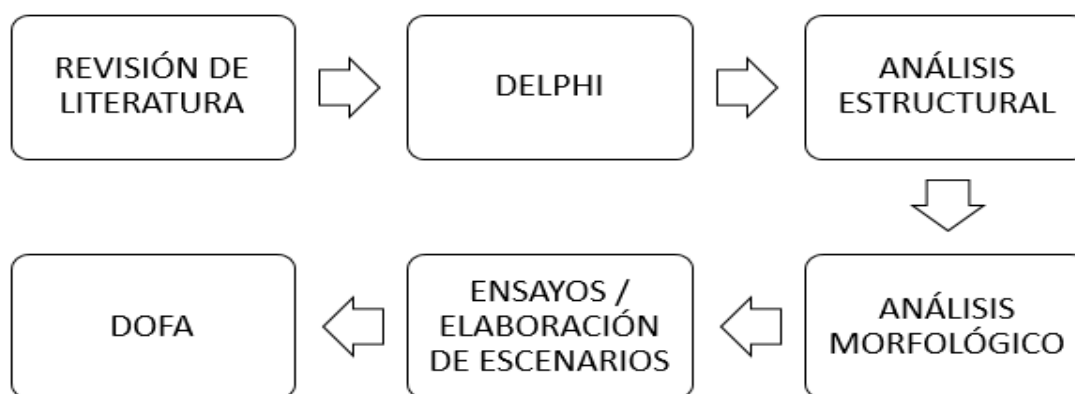 REVISIÓN DE
LITERATURA
DELPHI
ANÁLISIS
ESTRUCTURAL
ANÁLISIS
MORFOLÓGICO
ENSAYOS /
ELABORACIÓN
DE ESCENARIOS
DOFA